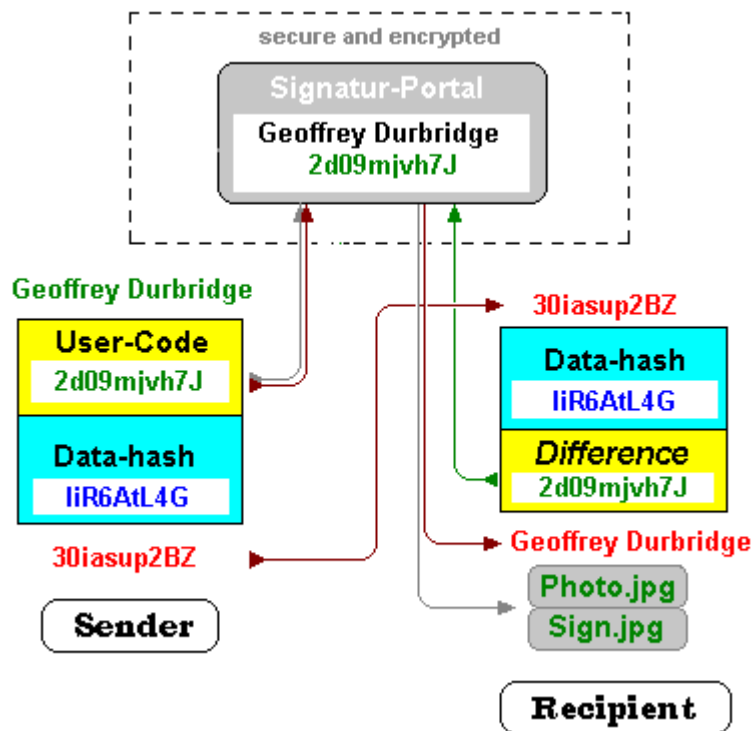 secure and encrypted
Signatur-Portal
Geoffrey Durbridge
2d09mjvh7J
Geoffrey Durbridge
User-Code
2d09mjvh7J
Data-hash
IiR6AtL4G
30iasup2BZ
Sender
30iasup2BZ
Data-hash
IiR6AtL4G
Difference
2d09mjvh7J
Geoffrey Durbridge
Photo.jpg
Sign.jpg
Recipient